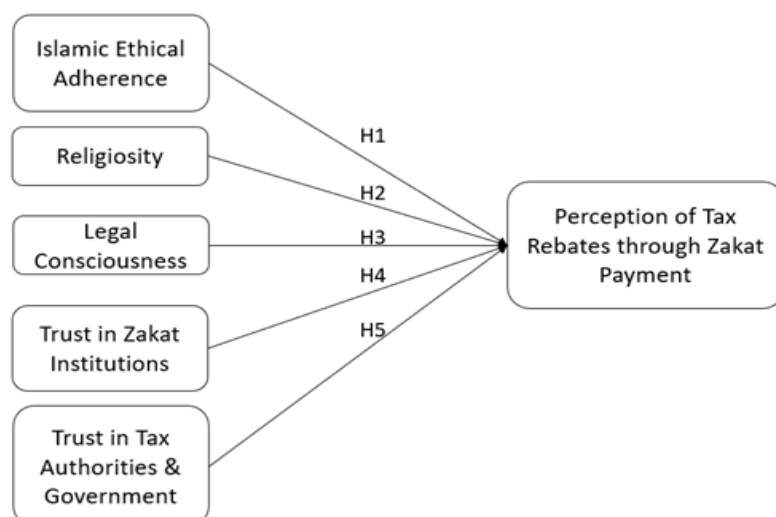 Islamic Ethical
Adherence
Religiosity
Legal
Consciousness
Trust in Zakat
Institutions
Trust in Tax
Authorities &
Government
H1
H2
H3
H4
H5
Perception of Tax
Rebates through Zakat
Payment